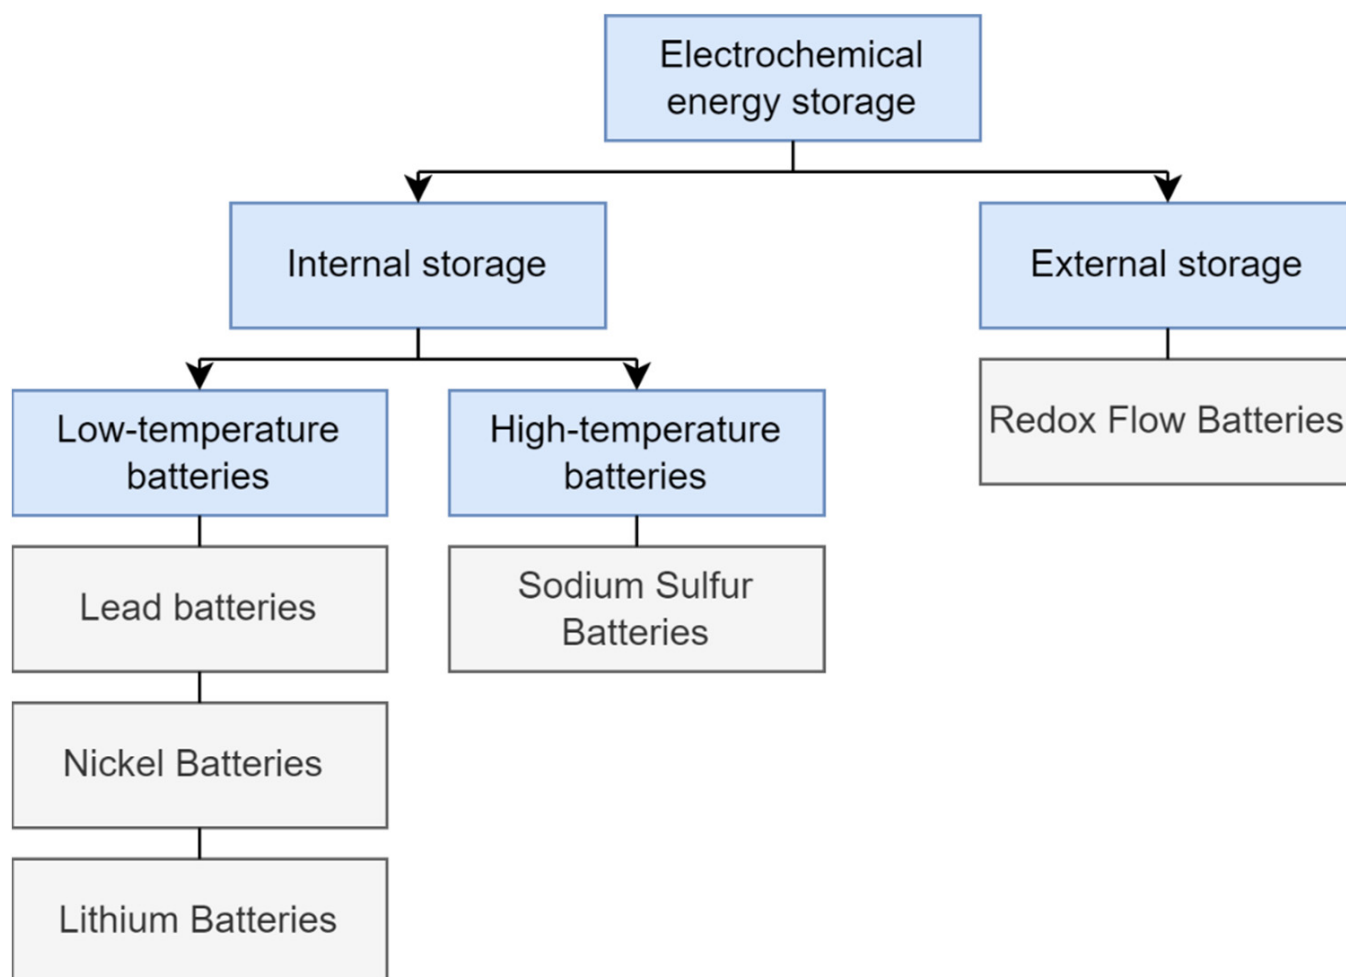 Electrochemical
energy storage
Internal storage
External storage
Low-temperature
batteries
High-temperature
batteries
Redox Flow Batteries
Lead batteries
Sodium Sulfur
Batteries
Nickel Batteries
Lithium Batteries